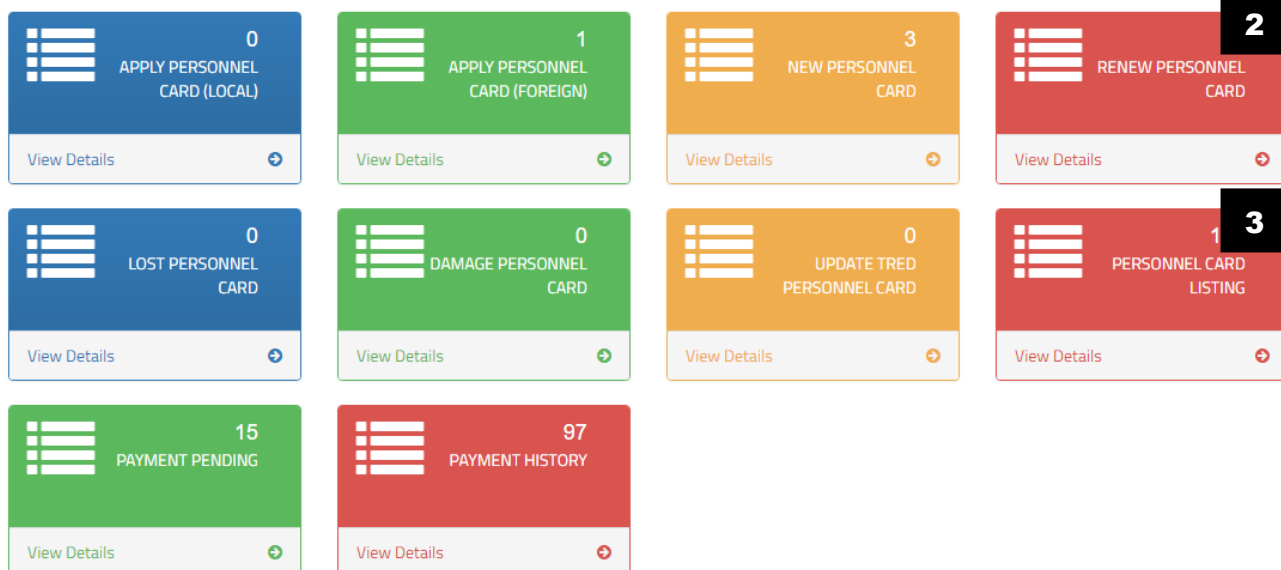 0
APPLY PERSONNEL
CARD (LOCAL)
View Details
1
APPLY PERSONNEL
CARD (FOREIGN)
View Details
3
NEW PERSONNEL
CARD
View Details
2
RENEW PERSONNEL
CARD
View Details
0
LOST PERSONNEL
CARD
View Details
0
DAMAGE PERSONNEL
CARD
View Details
0
UPDATE TRED
PERSONNEL CARD
View Details
3
PERSONNEL CARD
LISTING
View Details
15
PAYMENT PENDING
View Details
97
PAYMENT HISTORY
View Details